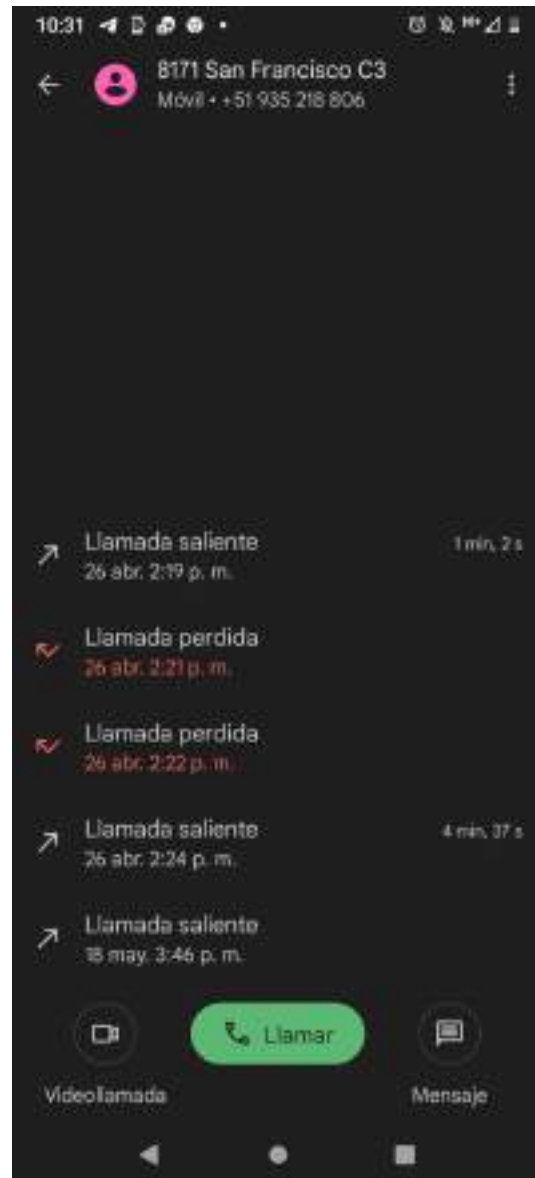 10:31
8171 San Francisco C3
Móvil • +51 935 218 806
Llamada saliente 1 min, 2 s
26 abr. 2:19 p. m.
Llamada perdida
26 abr. 2:21 p. m.
Llamada perdida
26 abr. 2:22 p. m.
Llamada saliente 4 min, 37 s
26 abr. 2:24 p. m.
Llamada saliente
18 may. 3:46 p. m.
Llamar
Videollamada Mensaje